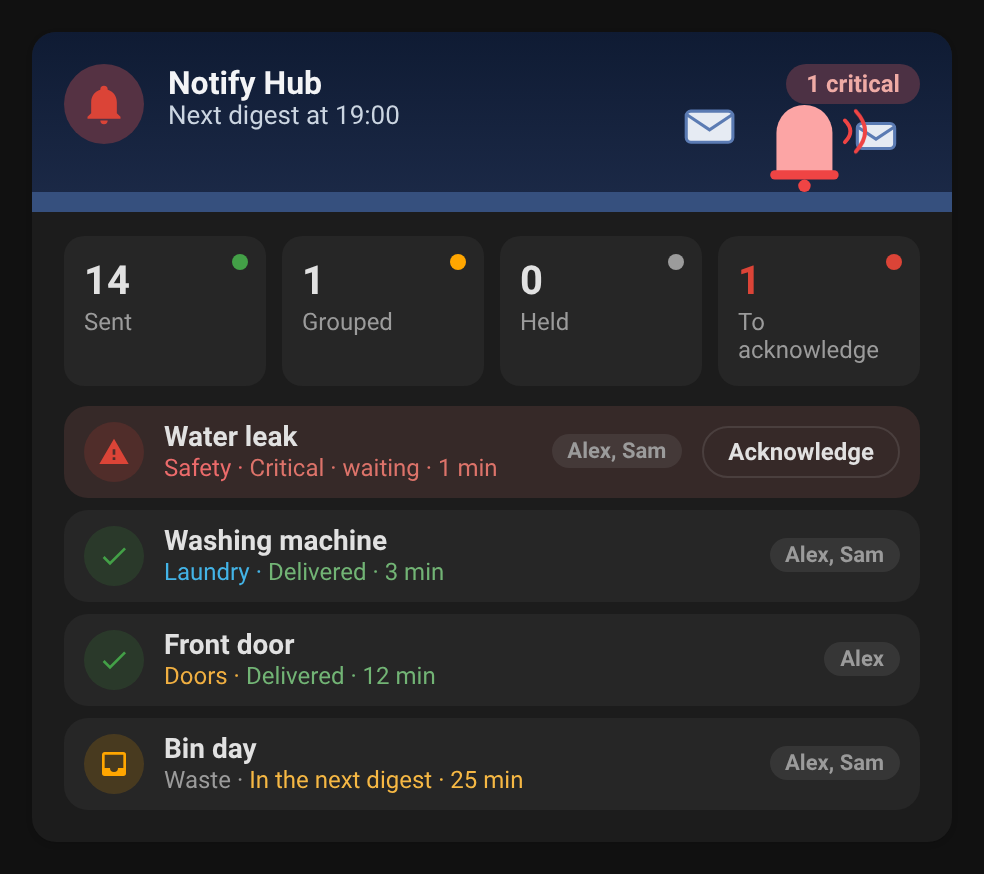 Notify Hub
Next digest at 19:00
1 critical
14
Sent
1
Grouped
0
Held
1
To
acknowledge
Water leak
Safety · Critical · waiting · 1 min
Alex, Sam
Acknowledge
Washing machine
Laundry · Delivered · 3 min
Alex, Sam
Front door
Doors · Delivered · 12 min
Alex
Bin day
Waste · In the next digest · 25 min
Alex, Sam